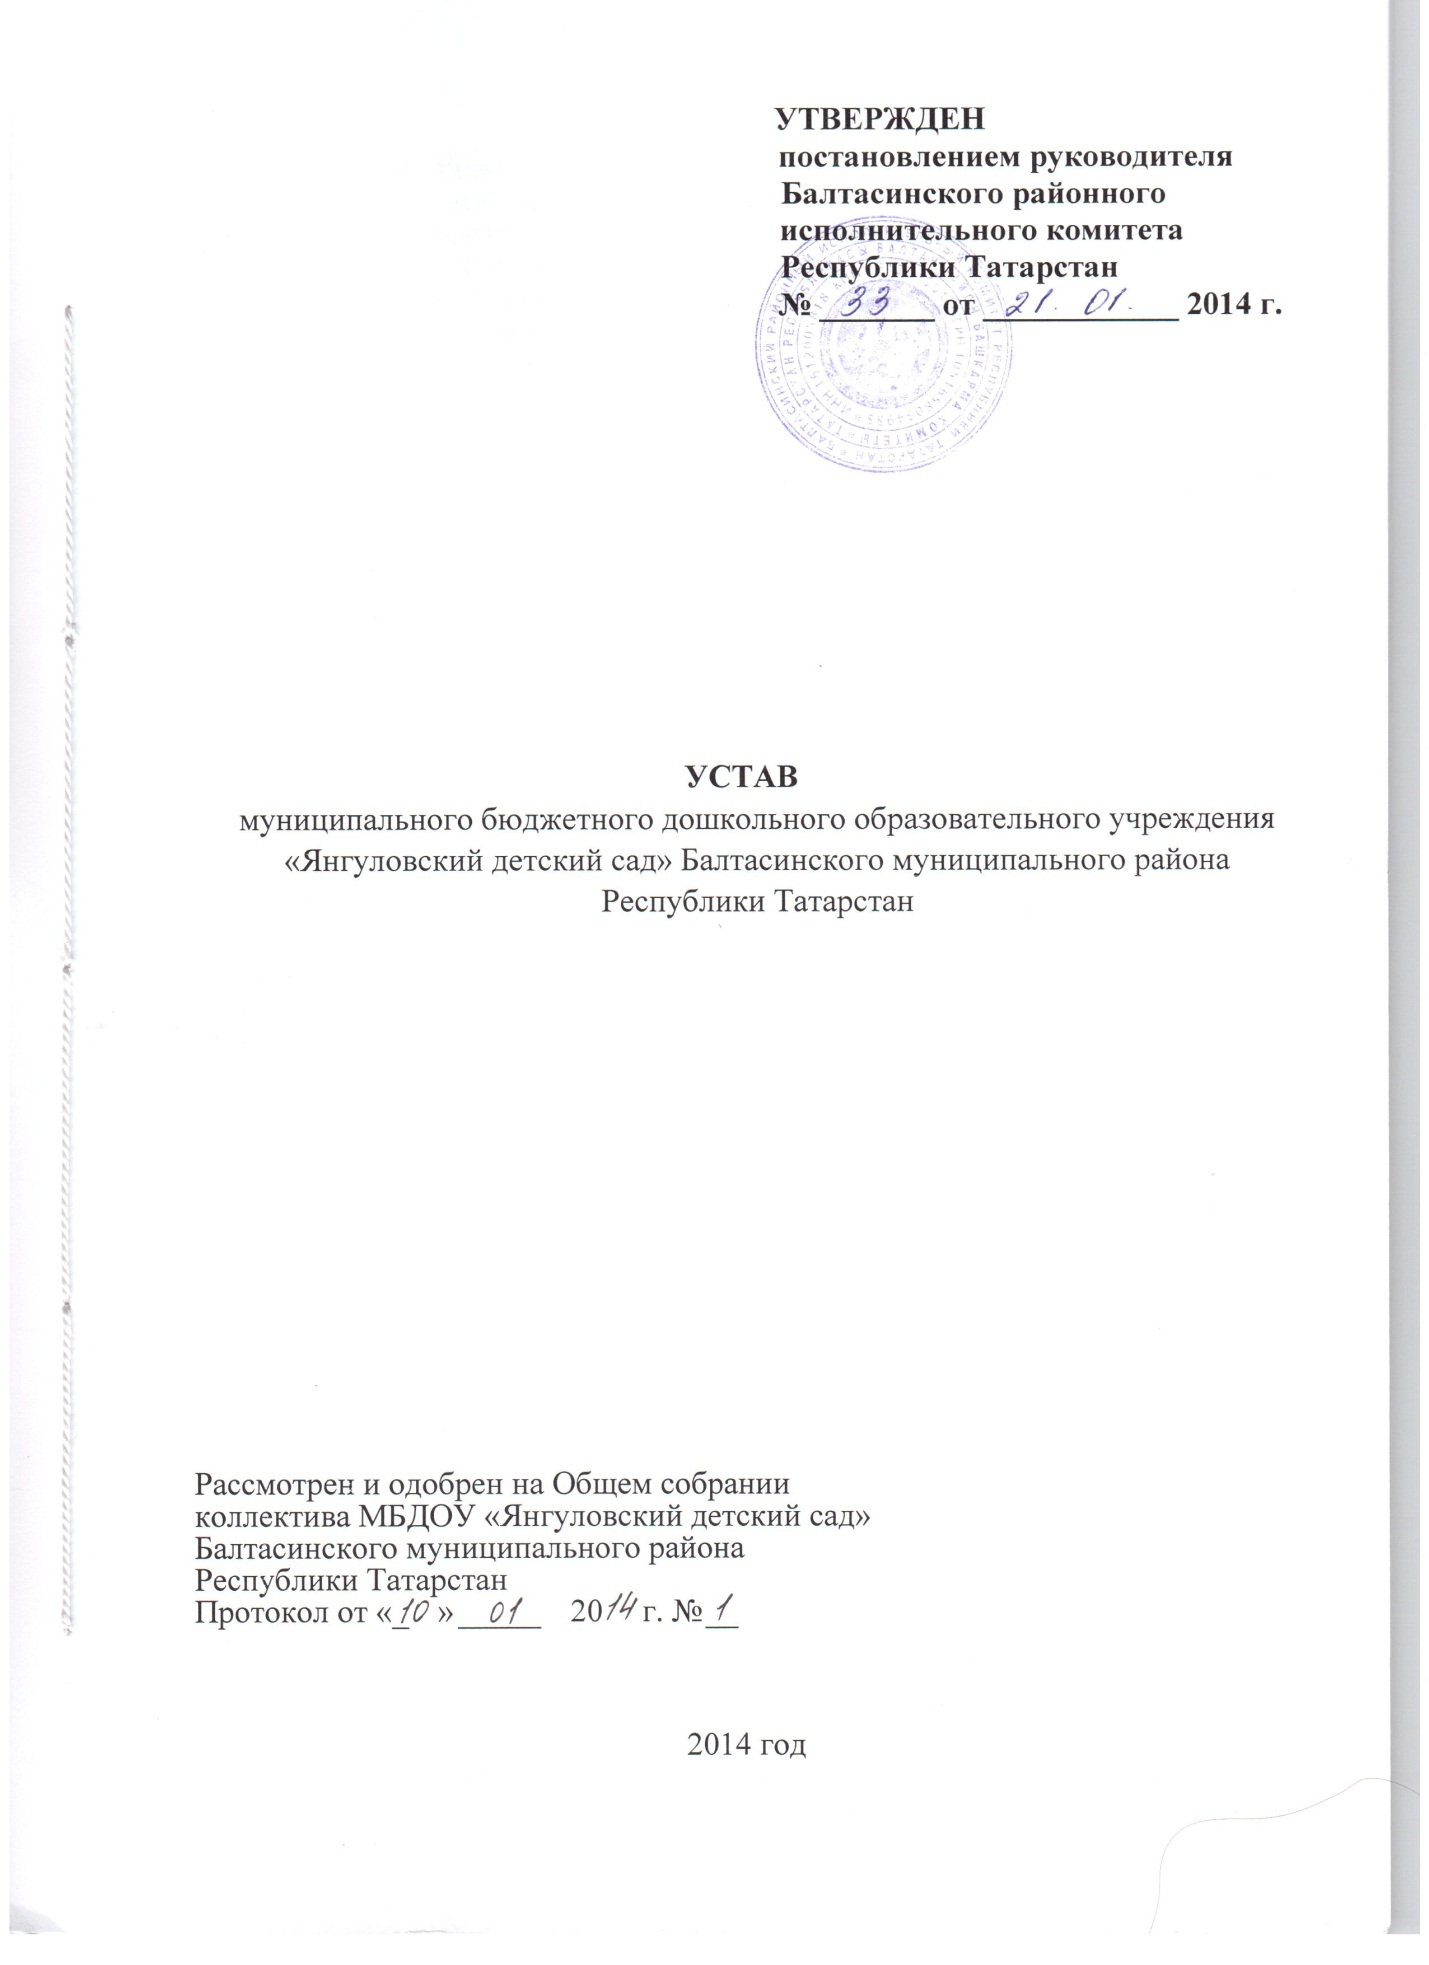 УТВЕРЖДЕН
постановлением руководителя
Балтасинского районного
исполнительного комитета
Республики Татарстан
№ 33 от 21. 01. 2014 г.
УСТАВ
муниципального бюджетного дошкольного образовательного учреждения
«Янгуловский детский сад» Балтасинского муниципального района
Республики Татарстан
Рассмотрен и одобрен на Общем собрании
коллектива МБДОУ «Янгуловский детский сад»
Балтасинского муниципального района
Республики Татарстан
Протокол от «10» 01 2014 г. № 1
2014 год